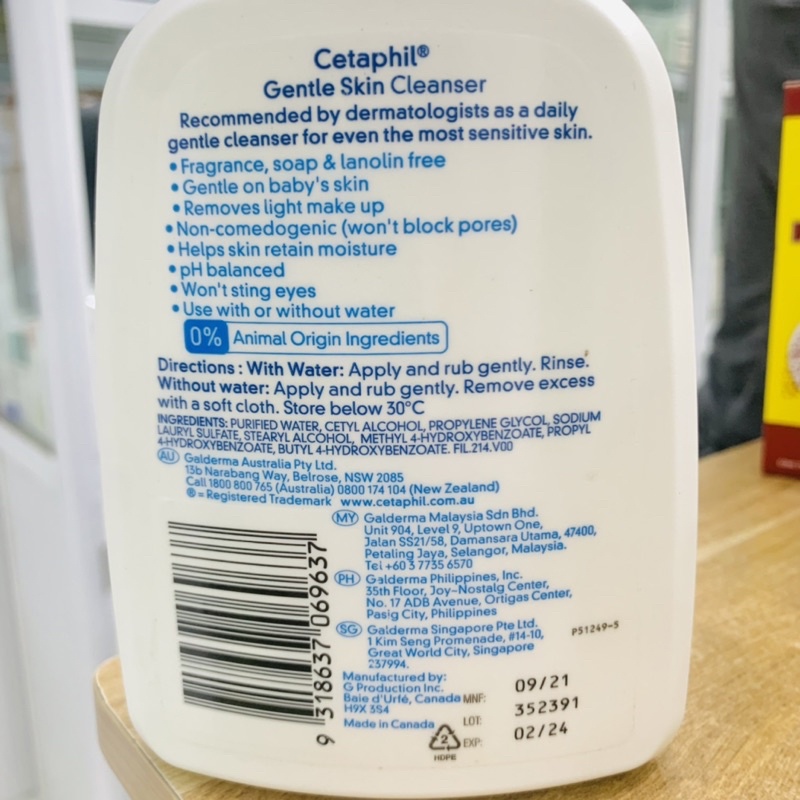 Cetaphil®
Gentle Skin Cleanser
Recommended by dermatologists as a daily
gentle cleanser for even the most sensitive skin.
• Fragrance, soap & lanolin free
• Gentle on baby's skin
• Removes light make up
• Non-comedogenic (won't block pores)
• Helps skin retain moisture
• pH balanced
• Won't sting eyes
• Use with or without water
0% Animal Origin Ingredients
Directions : With Water: Apply and rub gently. Rinse.
Without water: Apply and rub gently. Remove excess
with a soft cloth. Store below 30°C
INGREDIENTS: PURIFIED WATER, CETYL ALCOHOL, PROPYLENE GLYCOL, SODIUM
LAURYL SULFATE, STEARYL ALCOHOL, METHYL 4-HYDROXYBENZOATE, PROPYL
4-HYDROXYBENZOATE, BUTYL 4-HYDROXYBENZOATE. FIL.214.V00
AU Galderma Australia Pty Ltd.
13b Narabang Way, Belrose, NSW 2085
Call 1800 800 765 (Australia) 0800 174 104 (New Zealand)
® = Registered Trademark www.cetaphil.com.au
MY Galderma Malaysia Sdn Bhd.
Unit 904, Level 9, Uptown One,
Jalan SS21/58, Damansara Utama, 47400,
Petaling Jaya, Selangor, Malaysia.
Tel +60 3 7735 6570
PH Galderma Philippines, Inc.
35th Floor, Joy-Nostalg Center,
No. 17 ADB Avenue, Ortigas Center,
Pasig City, Philippines
SG Galderma Singapore Pte Ltd.
1 Kim Seng Promenade, #14-10,
Great World City, Singapore
237994.
P51249-5
Manufactured by:
G Production Inc.
Baie d'Urfé, Canada
H9X 3S4
Made in Canada
9 318637 069637
2
HDPE
MNF: 09/21
LOT: 352391
EXP: 02/24